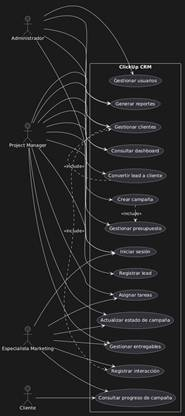 ClickUp CRM
Administrador
Gestionar usuarios
Generar reportes
Project Manager
Gestionar clientes
Consultar dashboard
«include»
Convertir lead a cliente
Crear campaña
«include»
Gestionar presupuesto
«include»
Iniciar sesión
Registrar lead
Asignar tareas
Actualizar estado de campaña
Especialista Marketing
Gestionar entregables
Registrar interacción
Cliente
Consultar progreso de campaña